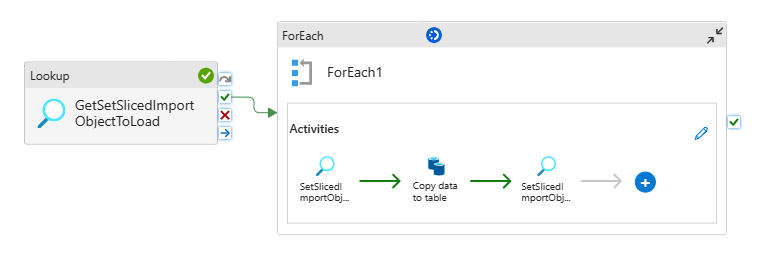 Lookup
GetSetSlicedImport
ObjectToLoad
ForEach
ForEach1
Activities
SetSlicedI
mportObj...
Copy data
to table
SetSlicedI
mportObj...